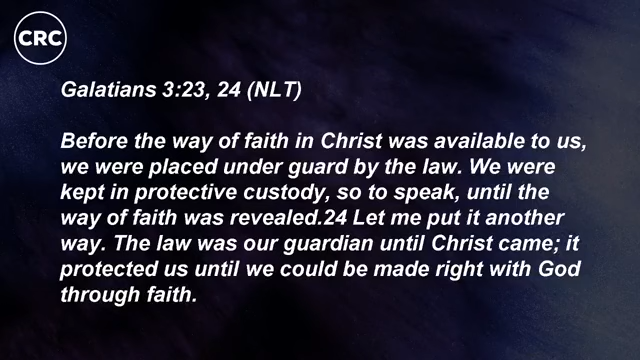 CRC
Galatians 3:23, 24 (NLT)
Before the way of faith in Christ was available to us,
we were placed under guard by the law. We were
kept in protective custody, so to speak, until the
way of faith was revealed.24 Let me put it another
way. The law was our guardian until Christ came; it
protected us until we could be made right with God
through faith.